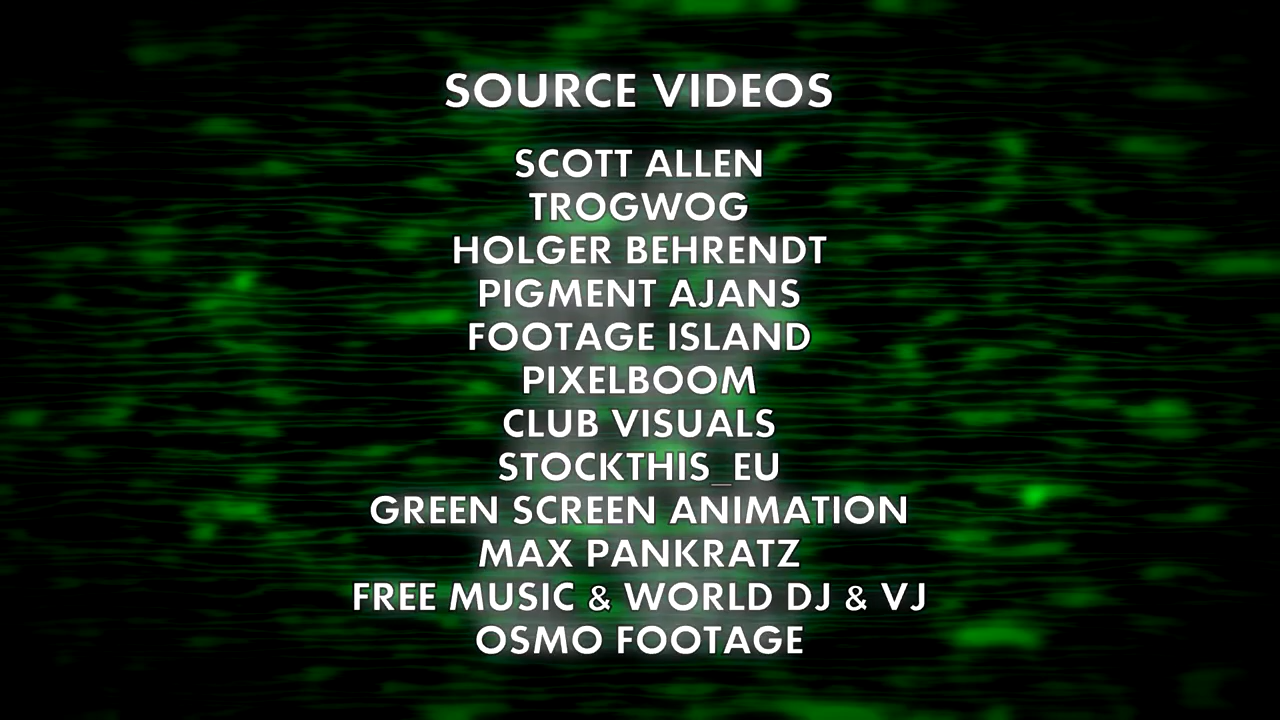 SOURCE VIDEOS
SCOTT ALLEN
TROGWOG
HOLGER BEHRENDT
PIGMENT AJANS
FOOTAGE ISLAND
PIXELBOOM
CLUB VISUALS
STOCKTHIS_EU
GREEN SCREEN ANIMATION
MAX PANKRATZ
FREE MUSIC & WORLD DJ & VJ
OSMO FOOTAGE